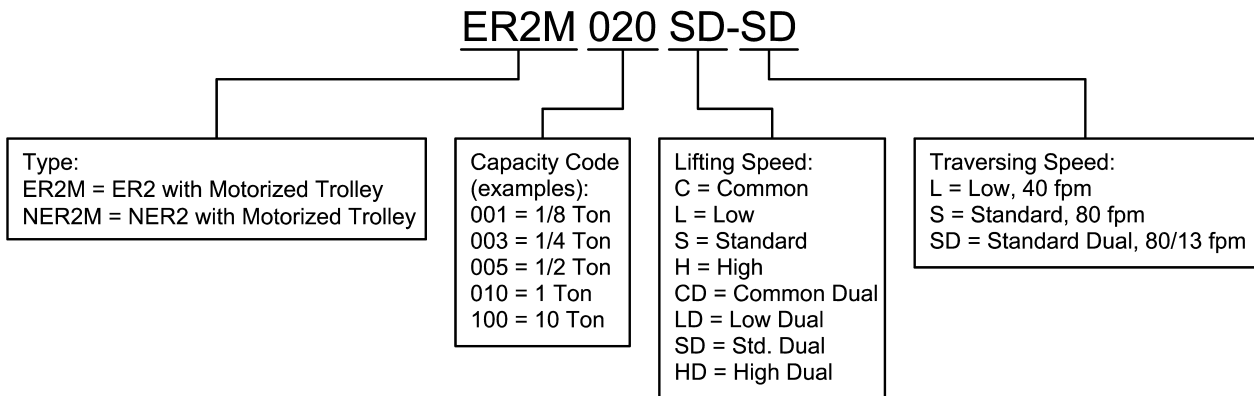 ER2M 020 SD-SD
Type:
ER2M = ER2 with Motorized Trolley
NER2M = NER2 with Motorized Trolley
Capacity Code
(examples):
001 = 1/8 Ton
003 = 1/4 Ton
005 = 1/2 Ton
010 = 1 Ton
100 = 10 Ton
Lifting Speed:
C = Common
L = Low
S = Standard
H = High
CD = Common Dual
LD = Low Dual
SD = Std. Dual
HD = High Dual
Traversing Speed:
L = Low, 40 fpm
S = Standard, 80 fpm
SD = Standard Dual, 80/13 fpm